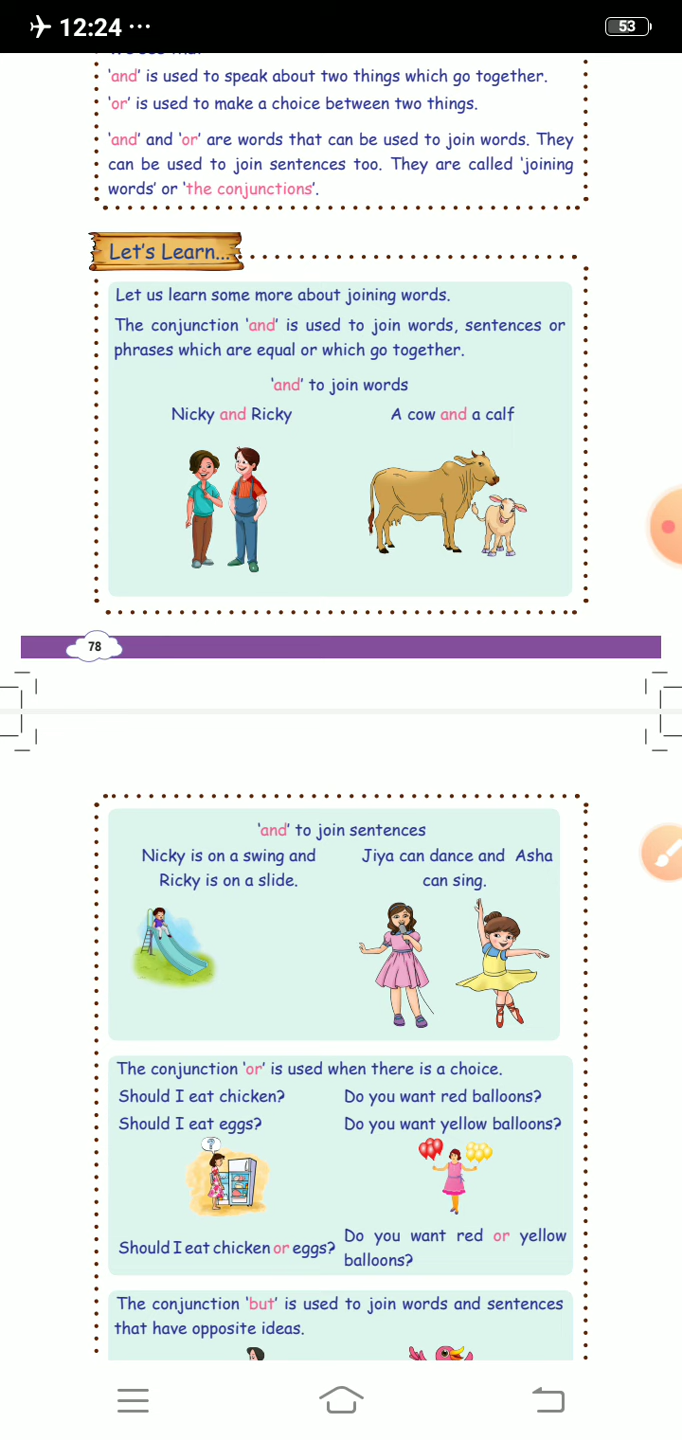 12:24 ...
53
'and' is used to speak about two things which go together.
'or' is used to make a choice between two things.
'and' and 'or' are words that can be used to join words. They
can be used to join sentences too. They are called 'joining
words' or 'the conjunctions'.
Let's Learn...
Let us learn some more about joining words.
The conjunction 'and' is used to join words, sentences or
phrases which are equal or which go together.
'and' to join words
Nicky and Ricky
A cow and a calf
78
'and' to join sentences
Nicky is on a swing and
Ricky is on a slide.
Jiya can dance and Asha
can sing.
The conjunction 'or' is used when there is a choice.
Should I eat chicken?
Should I eat eggs?
Do you want red balloons?
Do you want yellow balloons?
?
Should I eat chicken or eggs?
Do you want red or yellow
balloons?
The conjunction 'but' is used to join words and sentences
that have opposite ideas.